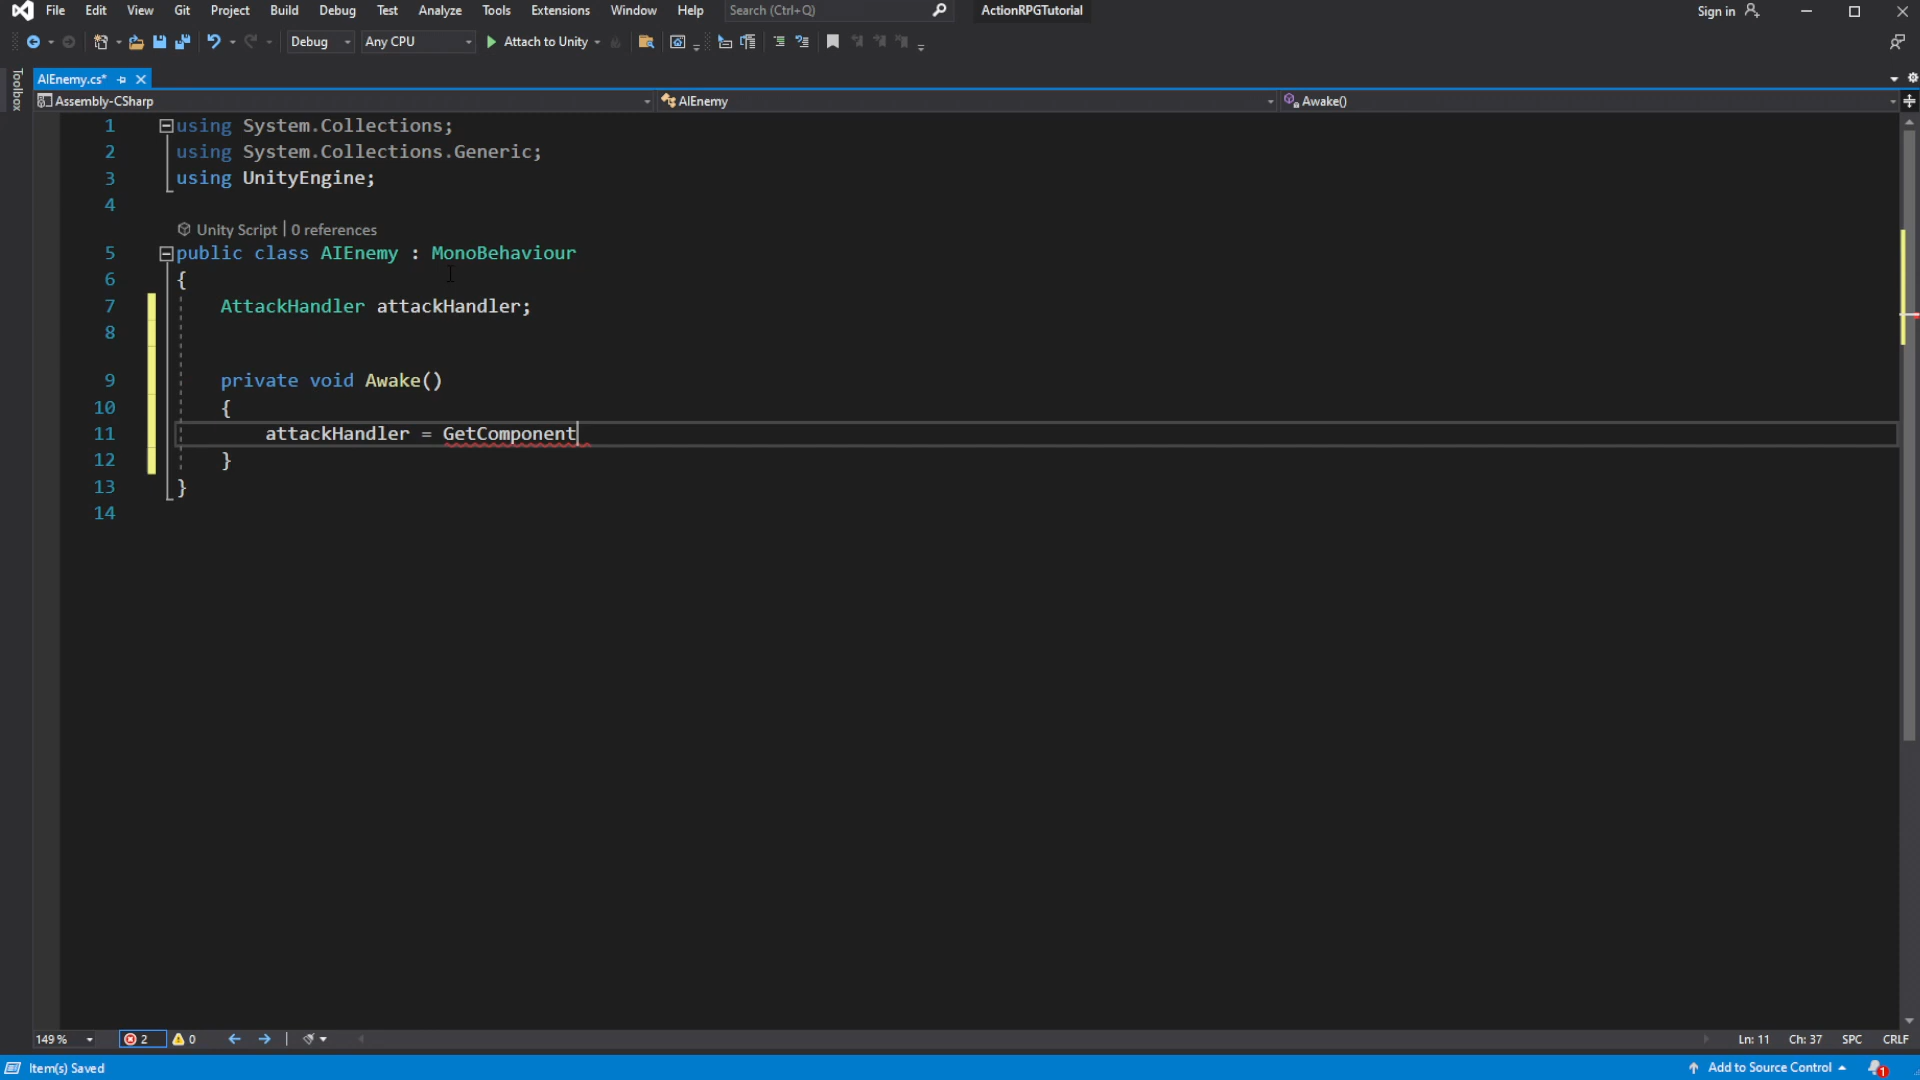 File Edit View Git Project Build Debug Test Analyze Tools Extensions Window Help Search (Ctrl+Q) ActionRPGTutorial Sign in
Debug Any CPU Attach to Unity
Toolbox
AIEnemy.cs*
Assembly-CSharp AIEnemy Awake()
1 using System.Collections;
2 using System.Collections.Generic;
3 using UnityEngine;
4
Unity Script | 0 references
5 public class AIEnemy : MonoBehaviour
6 {
7 AttackHandler attackHandler;
8
9 private void Awake()
10 {
11 attackHandler = GetComponent
12 }
13 }
14
149 % 2 0 Ln: 11 Ch: 37 SPC CRLF
Item(s) Saved Add to Source Control 1